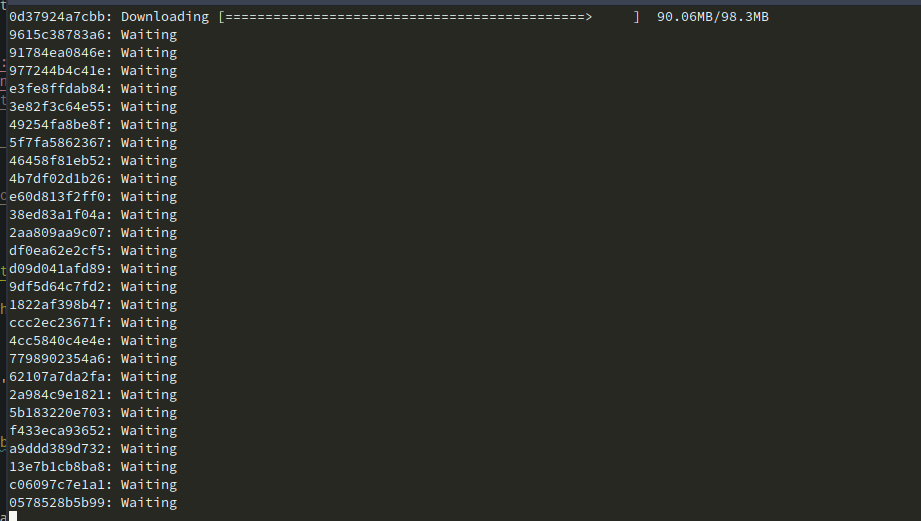 0d37924a7cbb: Downloading [=============================================>     ]  90.06MB/98.3MB
9615c38783a6: Waiting
91784ea0846e: Waiting
977244b4c41e: Waiting
e3fe8ffdab84: Waiting
3e82f3c64e55: Waiting
49254fa8be8f: Waiting
5f7fa5862367: Waiting
46458f81eb52: Waiting
4b7df02d1b26: Waiting
e60d813f2ff0: Waiting
38ed83a1f04a: Waiting
2aa809aa9c07: Waiting
df0ea62e2cf5: Waiting
d09d041afd89: Waiting
9df5d64c7fd2: Waiting
1822af398b47: Waiting
ccc2ec23671f: Waiting
4cc5840c4e4e: Waiting
7798902354a6: Waiting
62107a7da2fa: Waiting
2a984c9e1821: Waiting
5b183220e703: Waiting
f433eca93652: Waiting
a9ddd389d732: Waiting
13e7b1cb8ba8: Waiting
c06097c7e1a1: Waiting
0578528b5b99: Waiting